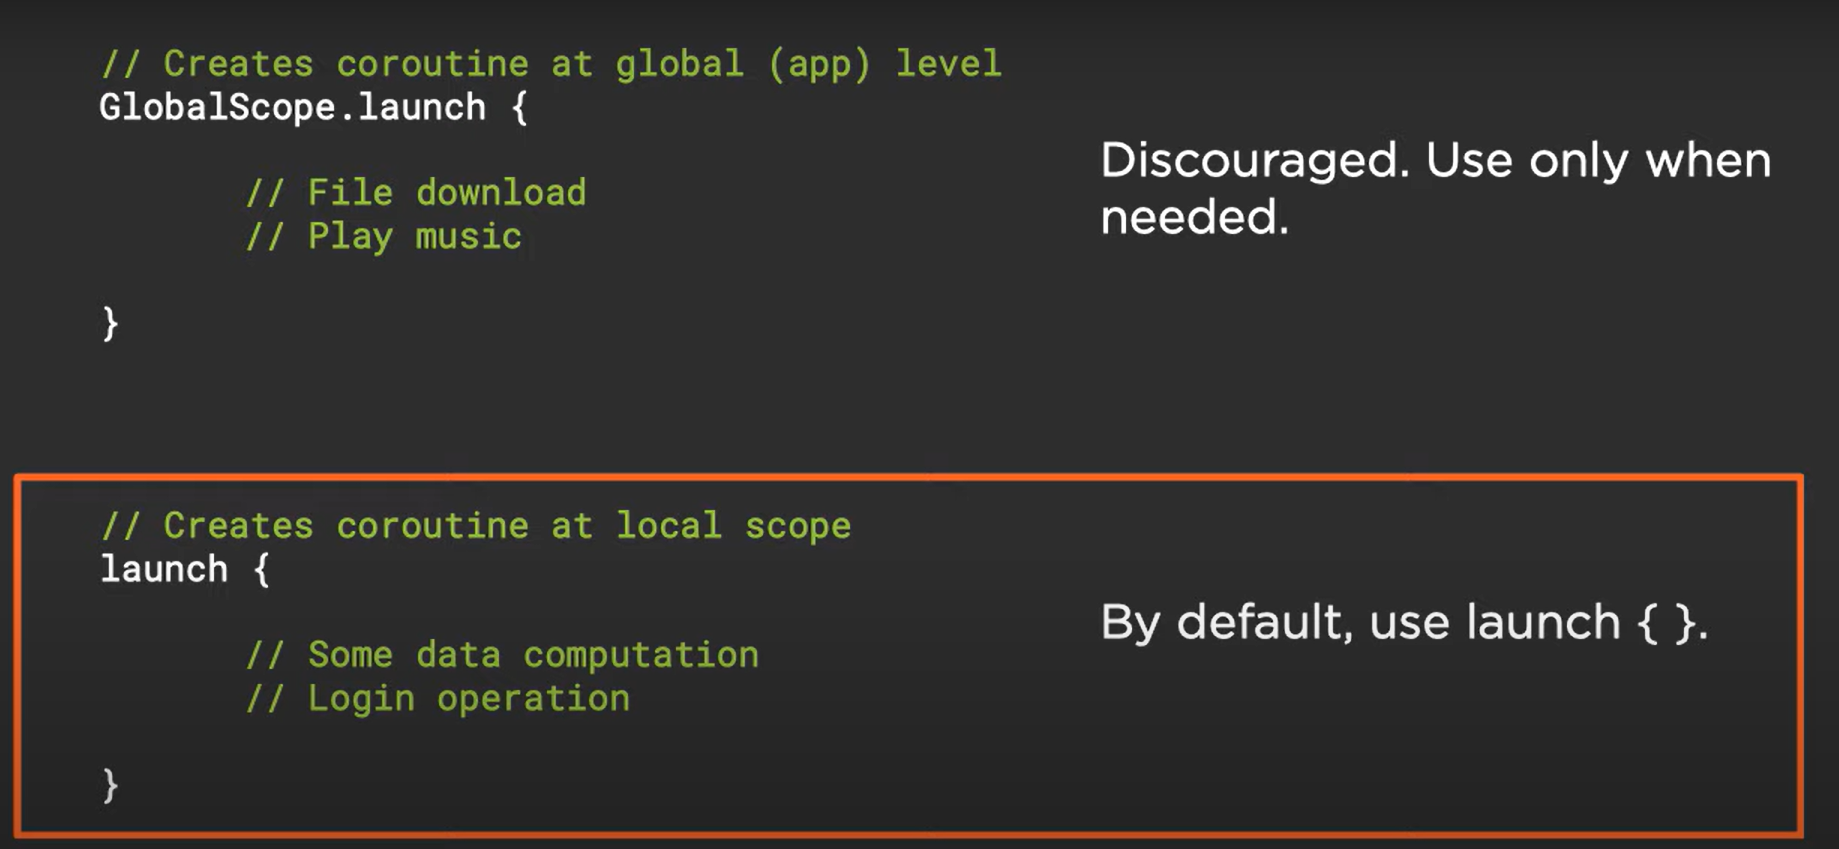 // Creates coroutine at global (app) level
GlobalScope.launch {
// File download
// Play music
}
Discouraged. Use only when
needed.
// Creates coroutine at local scope
launch {
// Some data computation
// Login operation
}
By default, use launch { }.